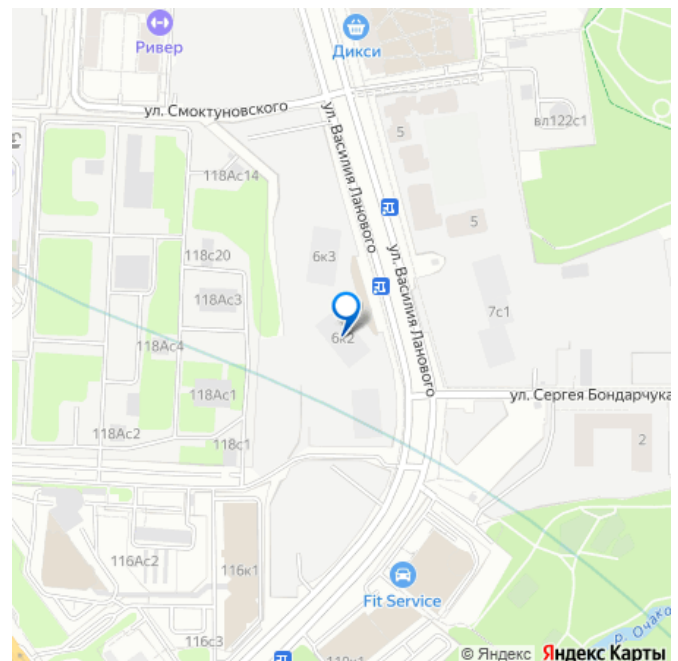 Ривер
Дикси
ул. Смоктуновского
ул. Василия Ланового
5
вл122с1
118Ас14
5
118с20
6к3
ул. Василия Ланового
118Ас3
7с1
118Ас4
6к2
118Ас1
ул. Сергея Бондарчука
118Ас2
118с1
2
116Ас2
116к1
Fit Service
116с3
р. Очако
© Яндекс Яндекс Карты